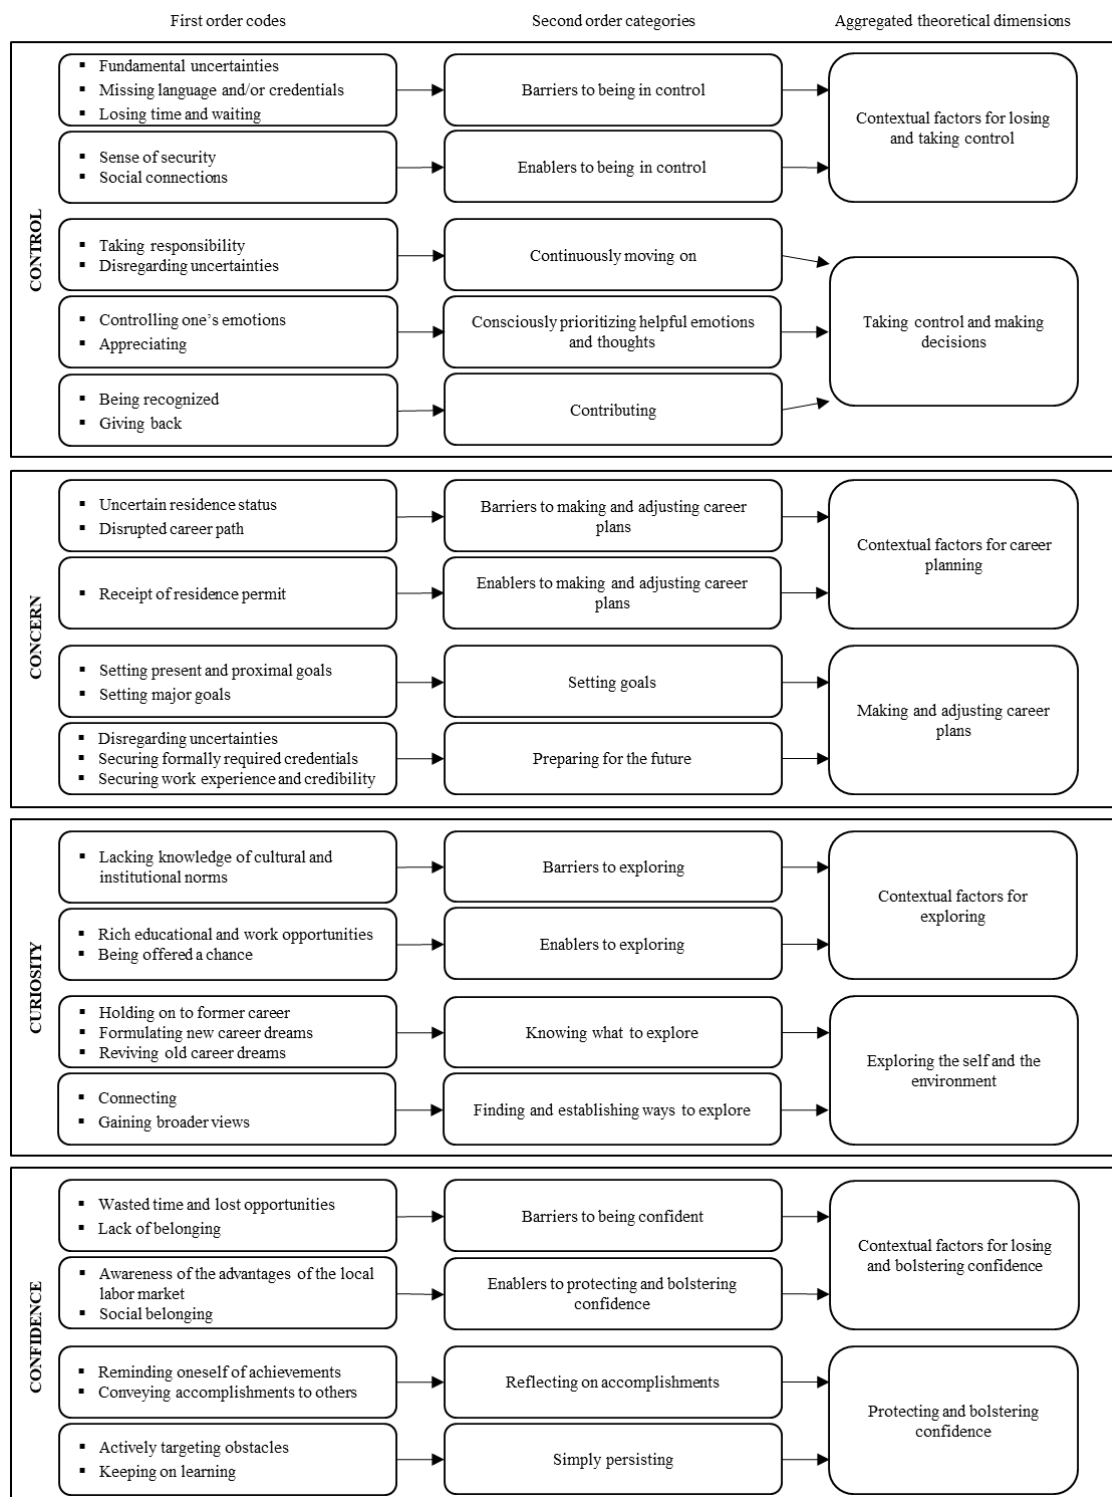 First order codes
Second order categories
Aggregated theoretical dimensions
CONTROL
▪ Fundamental uncertainties
▪ Missing language and/or credentials
▪ Losing time and waiting
Barriers to being in control
Contextual factors for losing
and taking control
▪ Sense of security
▪ Social connections
Enablers to being in control
▪ Taking responsibility
▪ Disregarding uncertainties
Continuously moving on
Taking control and making
decisions
▪ Controlling one’s emotions
▪ Appreciating
Consciously prioritizing helpful emotions
and thoughts
▪ Being recognized
▪ Giving back
Contributing
CONCERN
▪ Uncertain residence status
▪ Disrupted career path
Barriers to making and adjusting career
plans
Contextual factors for career
planning
▪ Receipt of residence permit
Enablers to making and adjusting career
plans
▪ Setting present and proximal goals
▪ Setting major goals
Setting goals
Making and adjusting career
plans
▪ Disregarding uncertainties
▪ Securing formally required credentials
▪ Securing work experience and credibility
Preparing for the future
CURIOSITY
▪ Lacking knowledge of cultural and
institutional norms
Barriers to exploring
Contextual factors for
exploring
▪ Rich educational and work opportunities
▪ Being offered a chance
Enablers to exploring
▪ Holding on to former career
▪ Formulating new career dreams
▪ Reviving old career dreams
Knowing what to explore
Exploring the self and the
environment
▪ Connecting
▪ Gaining broader views
Finding and establishing ways to explore
CONFIDENCE
▪ Wasted time and lost opportunities
▪ Lack of belonging
Barriers to being confident
Contextual factors for losing
and bolstering confidence
▪ Awareness of the advantages of the local
labor market
▪ Social belonging
Enablers to protecting and bolstering
confidence
▪ Reminding oneself of achievements
▪ Conveying accomplishments to others
Reflecting on accomplishments
Protecting and bolstering
confidence
▪ Actively targeting obstacles
▪ Keeping on learning
Simply persisting